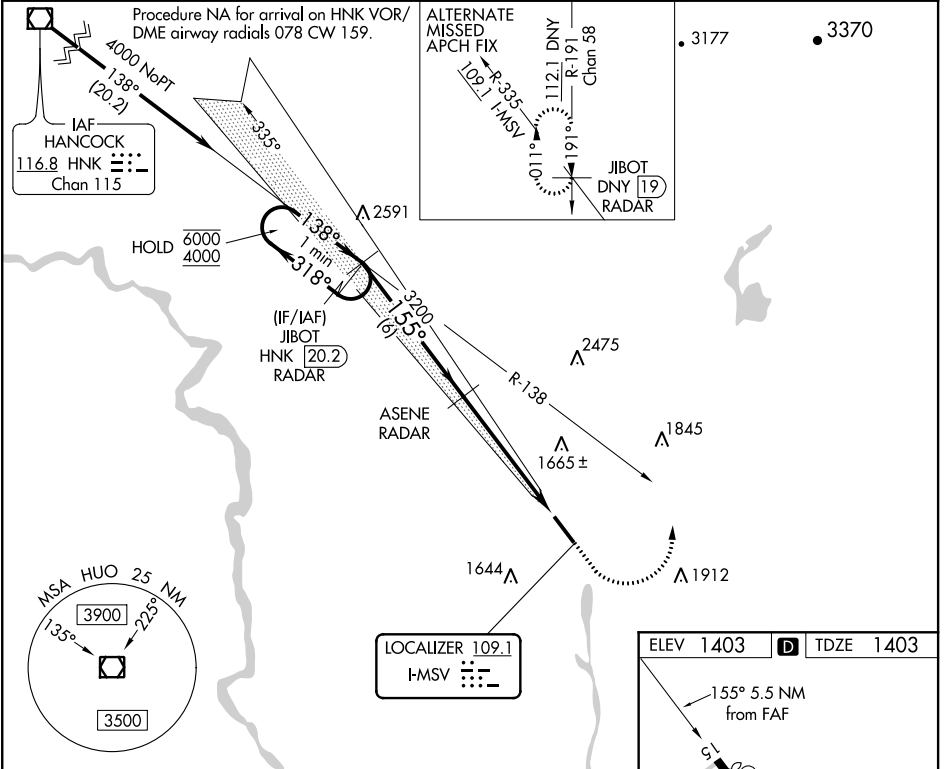 Procedure NA for arrival on HNK VOR/
DME airway radials 078 CW 159.
4000 NoPT
138°
(20.2)
IAF
HANCOCK
116.8 HNK
Chan 115
ALTERNATE
MISSED
APCH FIX
R-335
109.1 I-MSV
112.1 DNY
R-191
Chan 58
011°
191°
JIBOT
DNY 19
RADAR
3177
3370
335°
2591
HOLD 6000
4000
138°
1 min
318°
(IF/IAF)
JIBOT
HNK 20.2
RADAR
3200
155°
(6)
2475
R-138
ASENE
RADAR
1845
1665 ±
1644
1912
MSA HUO 25 NM
3900
135°
225°
3500
LOCALIZER 109.1
I-MSV
ELEV 1403 D TDZE 1403
155° 5.5 NM
from FAF
15